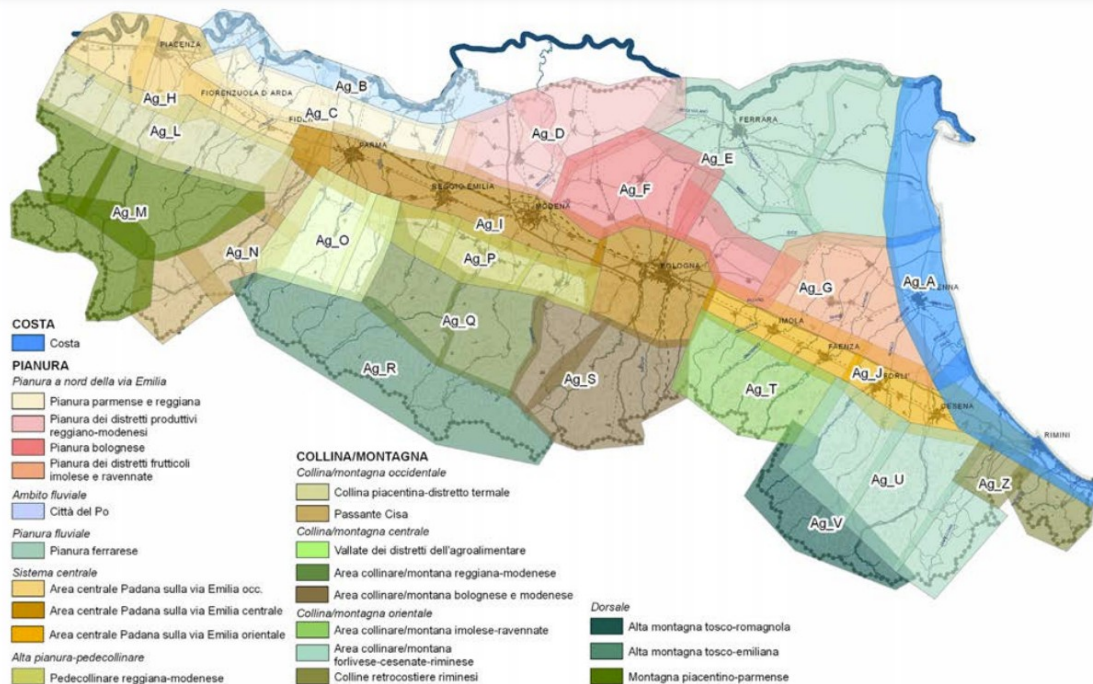 PIACENZA
Ag_B
Ag_H
FIORENZUOLA D'ARDA
Ag_C
Ag_L
Ag_D
FERRARA
PARMA
Ag_E
REGGIO EMILIA
Ag_F
MODENA
Ag_M
Ag_I
Ag_N
Ag_O
Ag_P
BOLOGNA
Ag_G
Ag_A
Ag_Q
IMOLA
FAENZA
Ag_R
Ag_S
Ag_T
Ag_J
FORLI'
CESENA
RIMINI
Ag_U
Ag_Z
Ag_V
COSTA
Costa
PIANURA
Pianura a nord della via Emilia
Pianura parmense e reggiana
Pianura dei distretti produttivi
reggiano-modenesi
Pianura bolognese
Pianura dei distretti frutticoli
imolese e ravennate
Ambito fluviale
Città del Po
Pianura fluviale
Pianura ferrarese
Sistema centrale
Area centrale Padana sulla via Emilia occ.
Area centrale Padana sulla via Emilia centrale
Area centrale Padana sulla via Emilia orientale
Alta pianura-pedecollinare
Pedecollinare reggiana-modenese
COLLINA/MONTAGNA
Collina/montagna occidentale
Collina piacentina-distretto termale
Passante Cisa
Collina/montagna centrale
Vallate dei distretti dell'agroalimentare
Area collinare/montana reggiana-modenese
Area collinare/montana bolognese e modenese
Collina/montagna orientale
Area collinare/montana imolese-ravennate
Area collinare/montana
forlivese-cesenate-riminese
Colline retrocostiere riminesi
Dorsale
Alta montagna tosco-romagnola
Alta montagna tosco-emiliana
Montagna piacentino-parmense